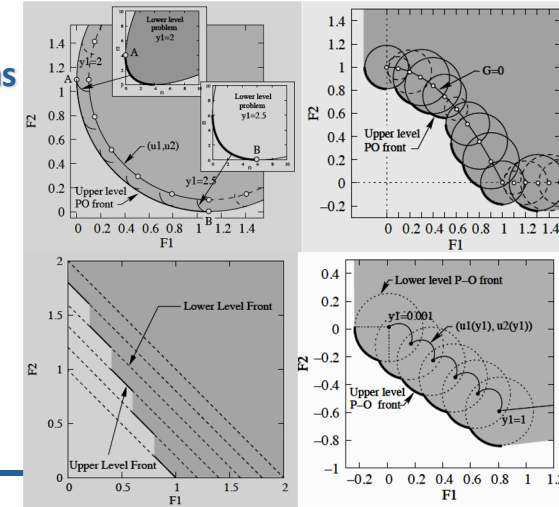 ns
1.4
1.2
1
0.8
0.6
0.4
0.2
0
0 0.2 0.4 0.6 0.8 1 1.2 1.4
F2
F1
A
y1=2
(u1,u2)
Upper level
PO front
y1=2.5
B
Lower level
problem
y1=2
A
Lower level
problem
y1=2.5
B
1.4
1.2
1
0.8
0.6
0.4
0.2
0
−0.2
0 0.2 0.4 0.6 0.8 1 1.2 1.4
F2
F1
G=0
Upper level
PO front
2
1.5
1
0.5
0
0 0.5 1 1.5 2
F2
F1
Lower Level Front
Upper Level Front
0.4
0.2
0
−0.2
−0.4
−0.6
−0.8
−1
−0.2 0 0.2 0.4 0.6 0.8 1 1.2
F2
F1
Lower level P−O front
y1=0.001
(u1(y1), u2(y1))
Upper level
P−O front
y1=1